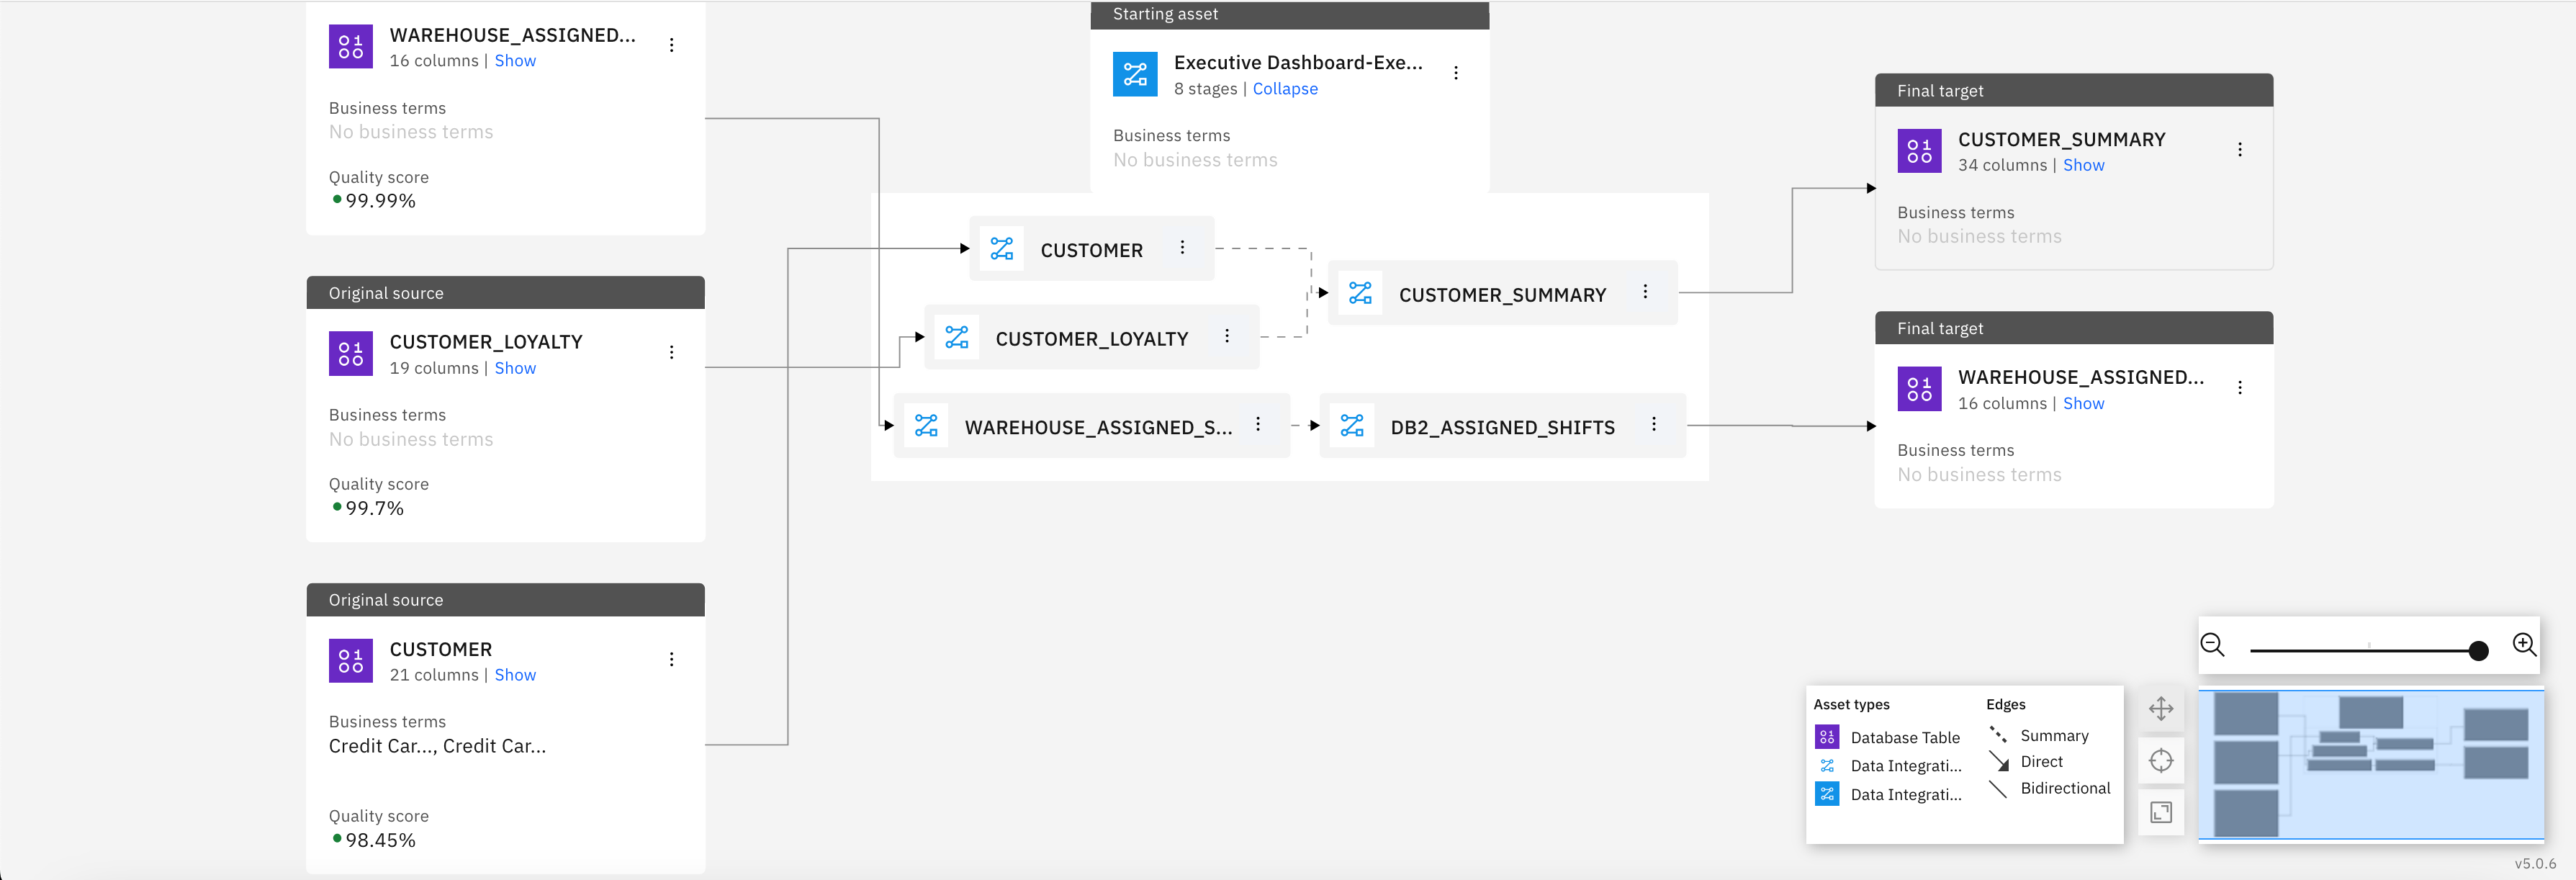 WAREHOUSE_ASSIGNED...
16 columns | Show
Business terms
No business terms
Quality score
99.99%
Original source
CUSTOMER_LOYALTY
19 columns | Show
Business terms
No business terms
Quality score
99.7%
Original source
CUSTOMER
21 columns | Show
Business terms
Credit Car..., Credit Car...
Quality score
98.45%
Starting asset
Executive Dashboard-Exe...
8 stages | Collapse
Business terms
No business terms
CUSTOMER
CUSTOMER_LOYALTY
WAREHOUSE_ASSIGNED_S...
CUSTOMER_SUMMARY
DB2_ASSIGNED_SHIFTS
Final target
CUSTOMER_SUMMARY
34 columns | Show
Business terms
No business terms
Final target
WAREHOUSE_ASSIGNED...
16 columns | Show
Business terms
No business terms
Asset types
Database Table
Data Integrati...
Data Integrati...
Edges
Summary
Direct
Bidirectional
v5.0.6